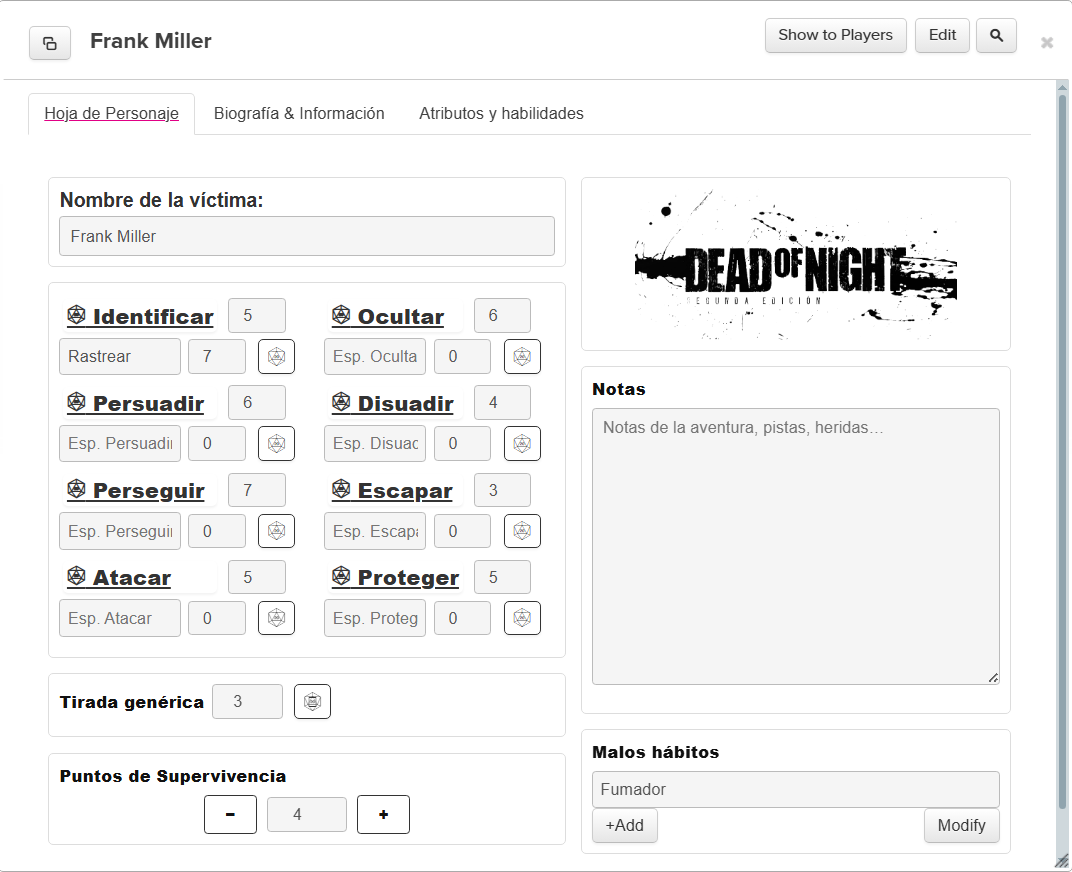 Frank Miller
Show to Players
Edit
Hoja de Personaje
Biografía & Información
Atributos y habilidades
Nombre de la víctima:
Frank Miller
Identificar 5
Ocultar 6
Rastrear 7
Esp. Oculta 0
Persuadir 6
Disuadir 4
Esp. Persuadir 0
Esp. Disuad 0
Perseguir 7
Escapar 3
Esp. Perseguir 0
Esp. Escapa 0
Atacar 5
Proteger 5
Esp. Atacar 0
Esp. Proteg 0
Tirada genérica 3
Puntos de Supervivencia
- 4 +
DEAD OF NIGHT
SEGUNDA EDICIÓN
Notas
Notas de la aventura, pistas, heridas…
Malos hábitos
Fumador
+Add
Modify